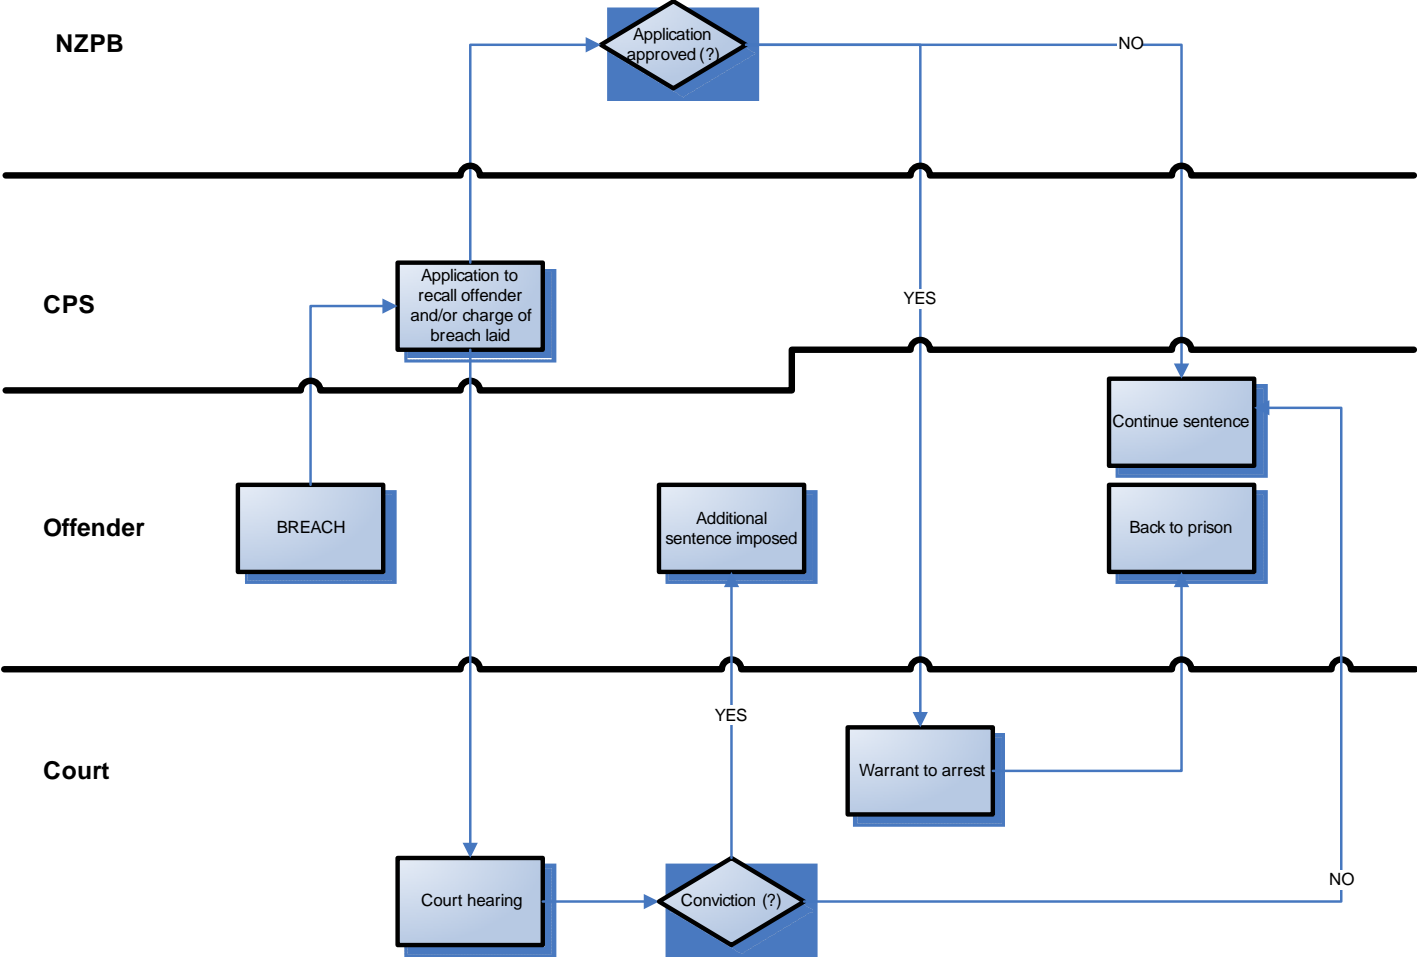 NZPB
Application
approved (?)
NO
CPS
Application to
recall offender
and/or charge of
breach laid
YES
Continue sentence
Offender
BREACH
Additional
sentence imposed
Back to prison
YES
Court
Warrant to arrest
Court hearing
Conviction (?)
NO